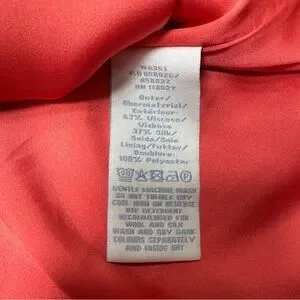 WA351
Outer/
Obermaterial/
Extérieur:
63% Viscose/
Viskose
37% Silk/
Seide/Soie
Lining/Futter/
Doublure:
100% Polyester
GENTLE MACHINE WASH
DO NOT TUMBLE DRY
COOL IRON ON REVERSE
USE DETERGENT
RECOMMENDED FOR
WOOL AND SILK
WASH AND DRY DARK
COLOURS SEPARATELY
AND INSIDE OUT